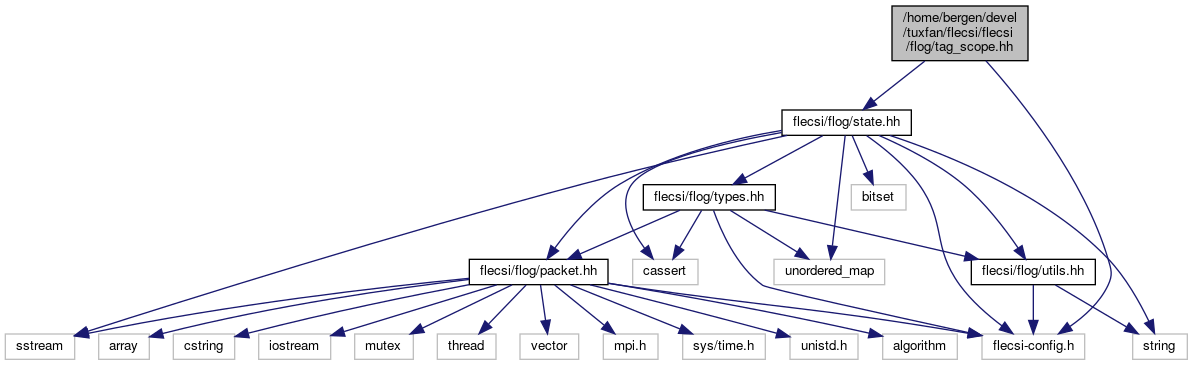 /home/bergen/devel
/tuxfan/flecsi/flecsi
/flog/tag_scope.hh
flecsi/flog/state.hh
flecsi/flog/types.hh
bitset
flecsi/flog/packet.hh
cassert
unordered_map
flecsi/flog/utils.hh
sstream
array
cstring
iostream
mutex
thread
vector
mpi.h
sys/time.h
unistd.h
algorithm
flecsi-config.h
string